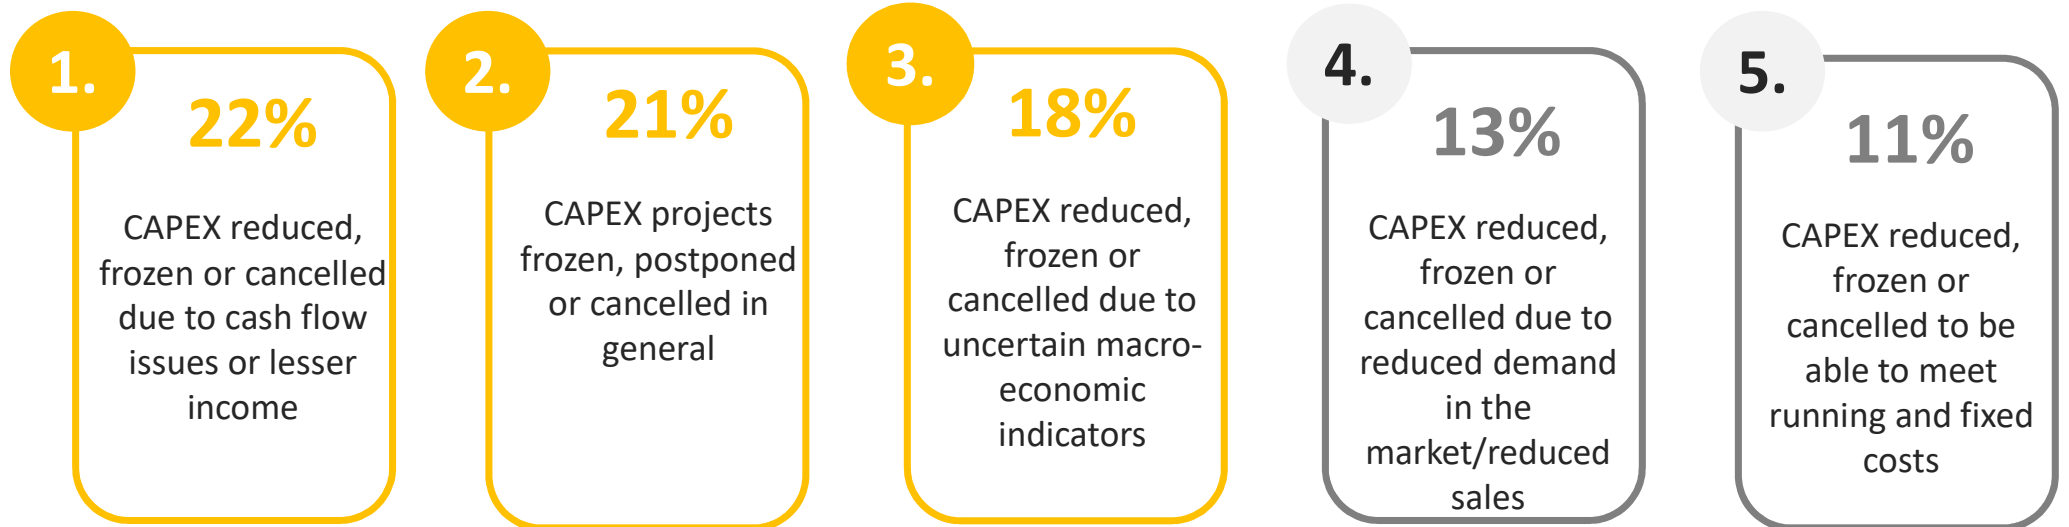 1.
22%
CAPEX reduced,
frozen or cancelled
due to cash flow
issues or lesser
income
2.
21%
CAPEX projects
frozen, postponed
or cancelled in
general
3.
18%
CAPEX reduced,
frozen or
cancelled due to
uncertain macro-
economic
indicators
4.
13%
CAPEX reduced,
frozen or
cancelled due to
reduced demand
in the
market/reduced
sales
5.
11%
CAPEX reduced,
frozen or
cancelled to be
able to meet
running and fixed
costs